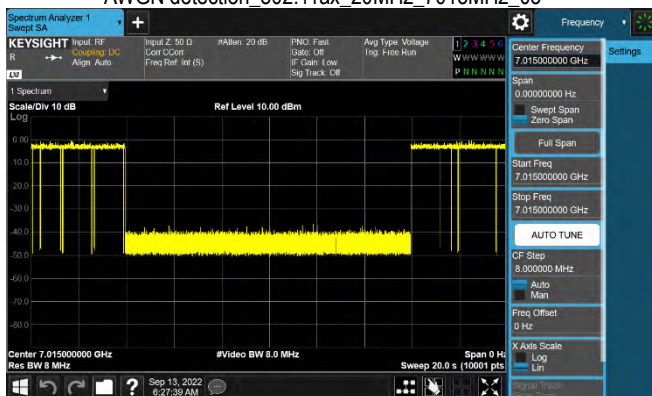 AWGN detection_802.11ax_20MHz_7015MHz_03
Spectrum Analyzer 1
Swept SA
Frequency
KEYSIGHT
R
LXI
Input: RF
Coupling: DC
Align: Auto
Input Z: 50 Ω
Corr CCorr
Freq Ref: Int (S)
#Atten: 20 dB
PNO: Fast
Gate: Off
IF Gain: Low
Sig Track: Off
Avg Type: Voltage
Trig: Free Run
1 2 3 4 5 6
W W W W W W
P N N N N N
Center Frequency
7.015000000 GHz
Settings
Span
0.00000000 Hz
Swept Span
Zero Span
Full Span
Start Freq
7.015000000 GHz
Stop Freq
7.015000000 GHz
AUTO TUNE
CF Step
8.000000 MHz
Auto
Man
Freq Offset
0 Hz
X Axis Scale
Log
Lin
Signal Track
1 Spectrum
Scale/Div 10 dB
Ref Level 10.00 dBm
Log
0.00
-10.0
-20.0
-30.0
-40.0
-50.0
-60.0
-70.0
-80.0
Center 7.015000000 GHz
#Video BW 8.0 MHz
Span 0 Hz
Res BW 8 MHz
Sweep 20.0 s (10001 pts
?
Sep 13, 2022
6:27:39 AM